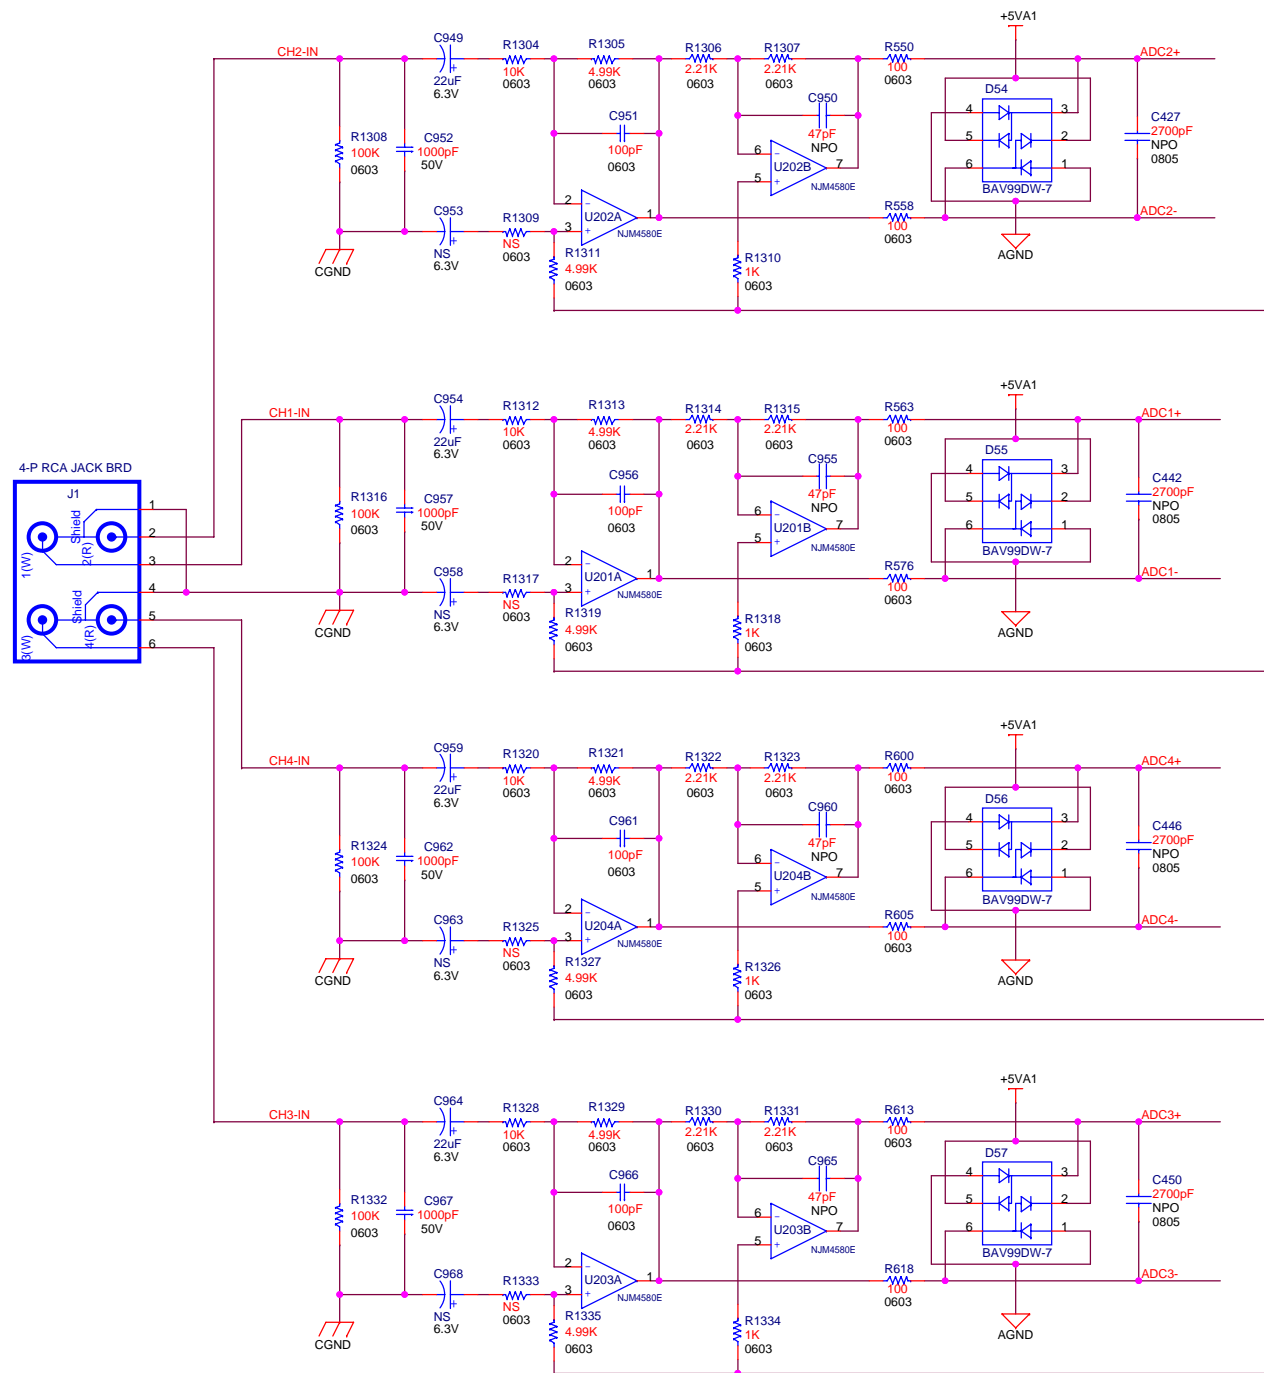 +5VA1
CH2-IN
C949
22uF
6.3V
R1304
10K
0603
R1305
4.99K
0603
R1306
2.21K
0603
R1307
2.21K
0603
R550
100
0603
ADC2+
R1308
100K
0603
C952
1000pF
50V
C951
100pF
0603
C950
47pF
NPO
6
5
7
U202B
D54
4
5
6
3
2
1
BAV99DW-7
C427
2700pF
NPO
0805
C953
NS
6.3V
R1309
NS
0603
2
3
1
U202A
NJM4580E
R1311
4.99K
0603
R1310
1K
0603
R558
100
0603
ADC2-
CGND
AGND
+5VA1
CH1-IN
C954
22uF
6.3V
R1312
10K
0603
R1313
4.99K
0603
R1314
2.21K
0603
R1315
2.21K
0603
R563
100
0603
ADC1+
4-P RCA JACK BRD
J1
1
2
3
4
5
6
Shield
1(W)
2(R)
Shield
3(W)
4(R)
R1316
100K
0603
C957
1000pF
50V
C956
100pF
0603
C955
47pF
NPO
6
5
7
U201B
NJM4580E
D55
4
5
6
3
2
1
BAV99DW-7
C442
2700pF
NPO
0805
C958
NS
6.3V
R1317
NS
0603
2
3
1
U201A
NJM4580E
R1319
4.99K
0603
R1318
1K
0603
R576
100
0603
ADC1-
CGND
AGND
+5VA1
CH4-IN
C959
22uF
6.3V
R1320
10K
0603
R1321
4.99K
0603
R1322
2.21K
0603
R1323
2.21K
0603
R600
100
0603
ADC4+
R1324
100K
0603
C962
1000pF
50V
C961
100pF
0603
C960
47pF
NPO
6
5
7
U204B
NJM4580E
D56
4
5
6
3
2
1
BAV99DW-7
C446
2700pF
NPO
0805
C963
NS
6.3V
R1325
NS
0603
2
3
1
U204A
NJM4580E
R1327
4.99K
0603
R1326
1K
0603
R605
100
0603
ADC4-
CGND
AGND
+5VA1
CH3-IN
C964
22uF
6.3V
R1328
10K
0603
R1329
4.99K
0603
R1330
2.21K
0603
R1331
2.21K
0603
R613
100
0603
ADC3+
R1332
100K
0603
C967
1000pF
50V
C966
100pF
0603
C965
47pF
NPO
6
5
7
U203B
NJM4580E
D57
4
5
6
3
2
1
BAV99DW-7
C450
2700pF
NPO
0805
C968
NS
6.3V
R1333
NS
0603
2
3
1
U203A
NJM4580E
R1335
4.99K
0603
R1334
1K
0603
R618
100
0603
ADC3-
CGND
AGND